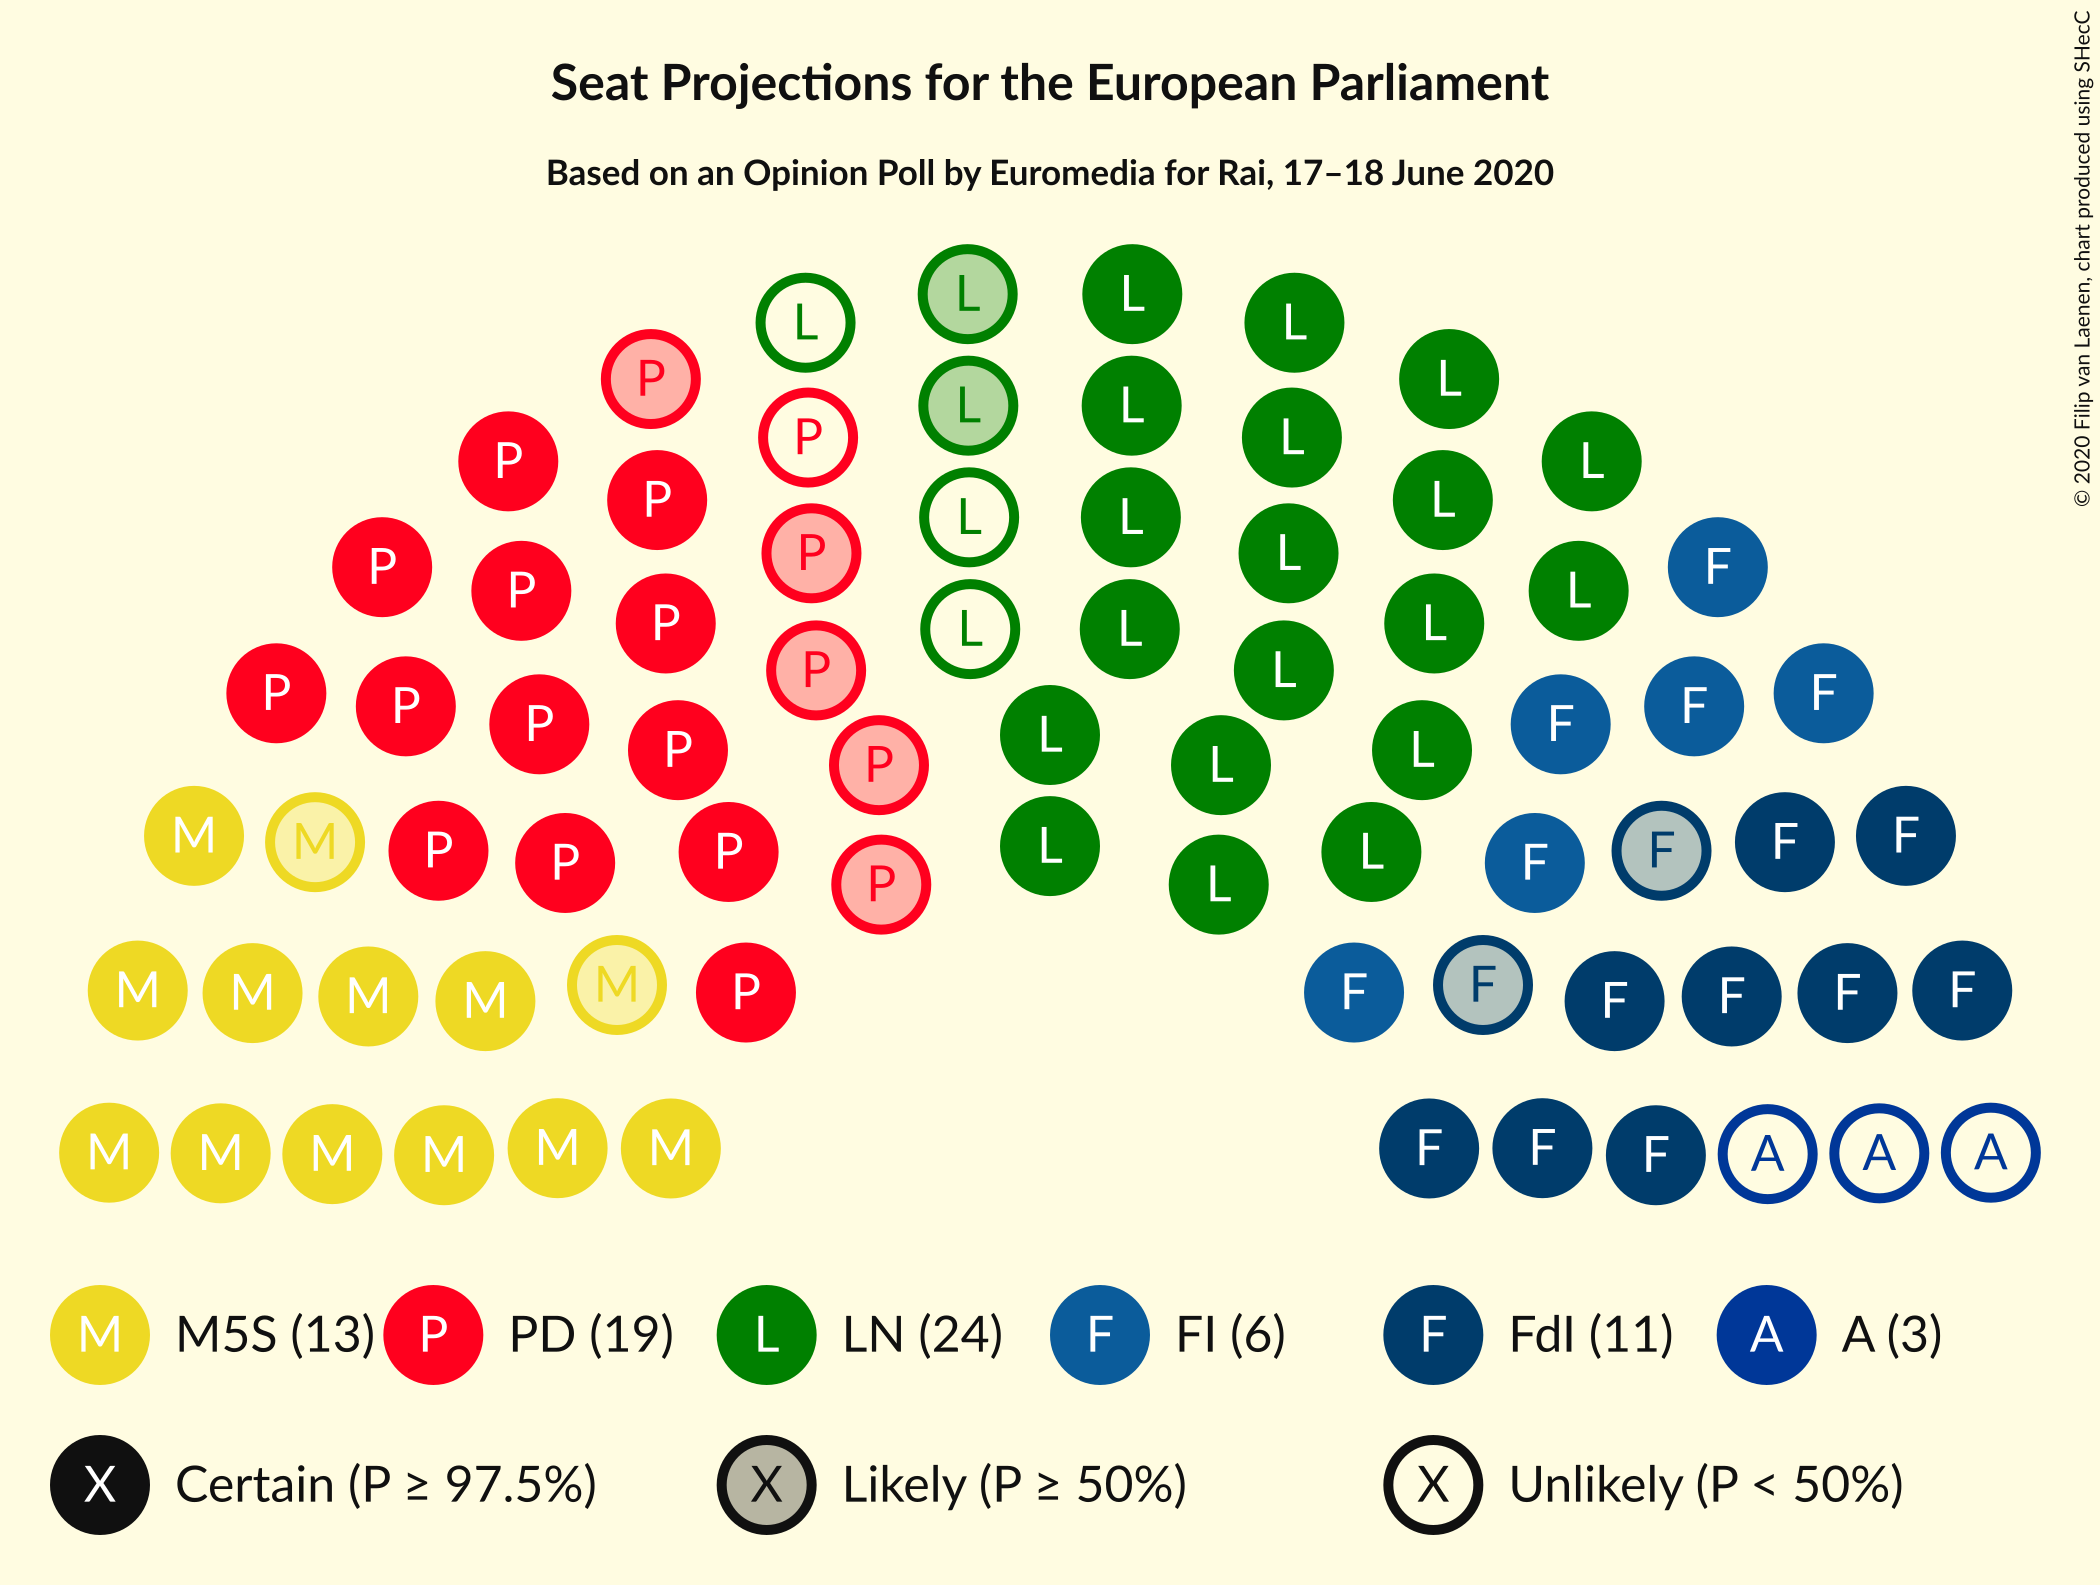 Seat Projections for the European Parliament
Based on an Opinion Poll by Euromedia for Rai, 17–18 June 2020
© 2020 Filip van Laenen, chart produced using SHecC
L L
L L
P L
L L
P L
P P L L
P L L
L L
P P L L
P F
P L
P P L L
P L
P P F F
P P F
L
P L L
P L
M M P P P L L F F F F
P L
M M M M M P F F F F F F
M M M M M M F F F A A A
M M5S (13) P PD (19) L LN (24) F FI (6) F FdI (11) A A (3)
X Certain (P ≥ 97.5%) X Likely (P ≥ 50%) X Unlikely (P < 50%)